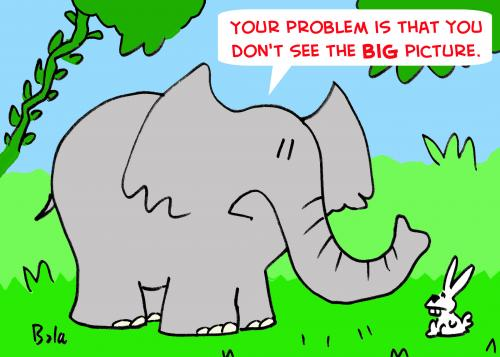 YOUR PROBLEM IS THAT YOU
DON'T SEE THE BIG PICTURE.
Bala